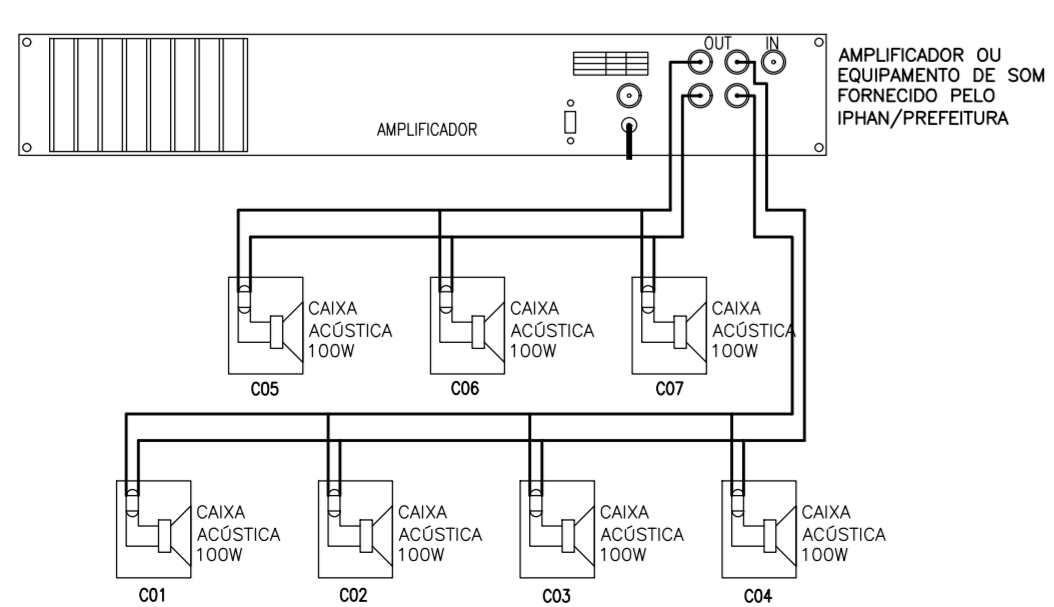 OUT IN
AMPLIFICADOR OU
EQUIPAMENTO DE SOM
FORNECIDO PELO
IPHAN/PREFEITURA
AMPLIFICADOR
CAIXA
ACÚSTICA
100W
C05
CAIXA
ACÚSTICA
100W
C06
CAIXA
ACÚSTICA
100W
C07
CAIXA
ACÚSTICA
100W
C01
CAIXA
ACÚSTICA
100W
C02
CAIXA
ACÚSTICA
100W
C03
CAIXA
ACÚSTICA
100W
C04